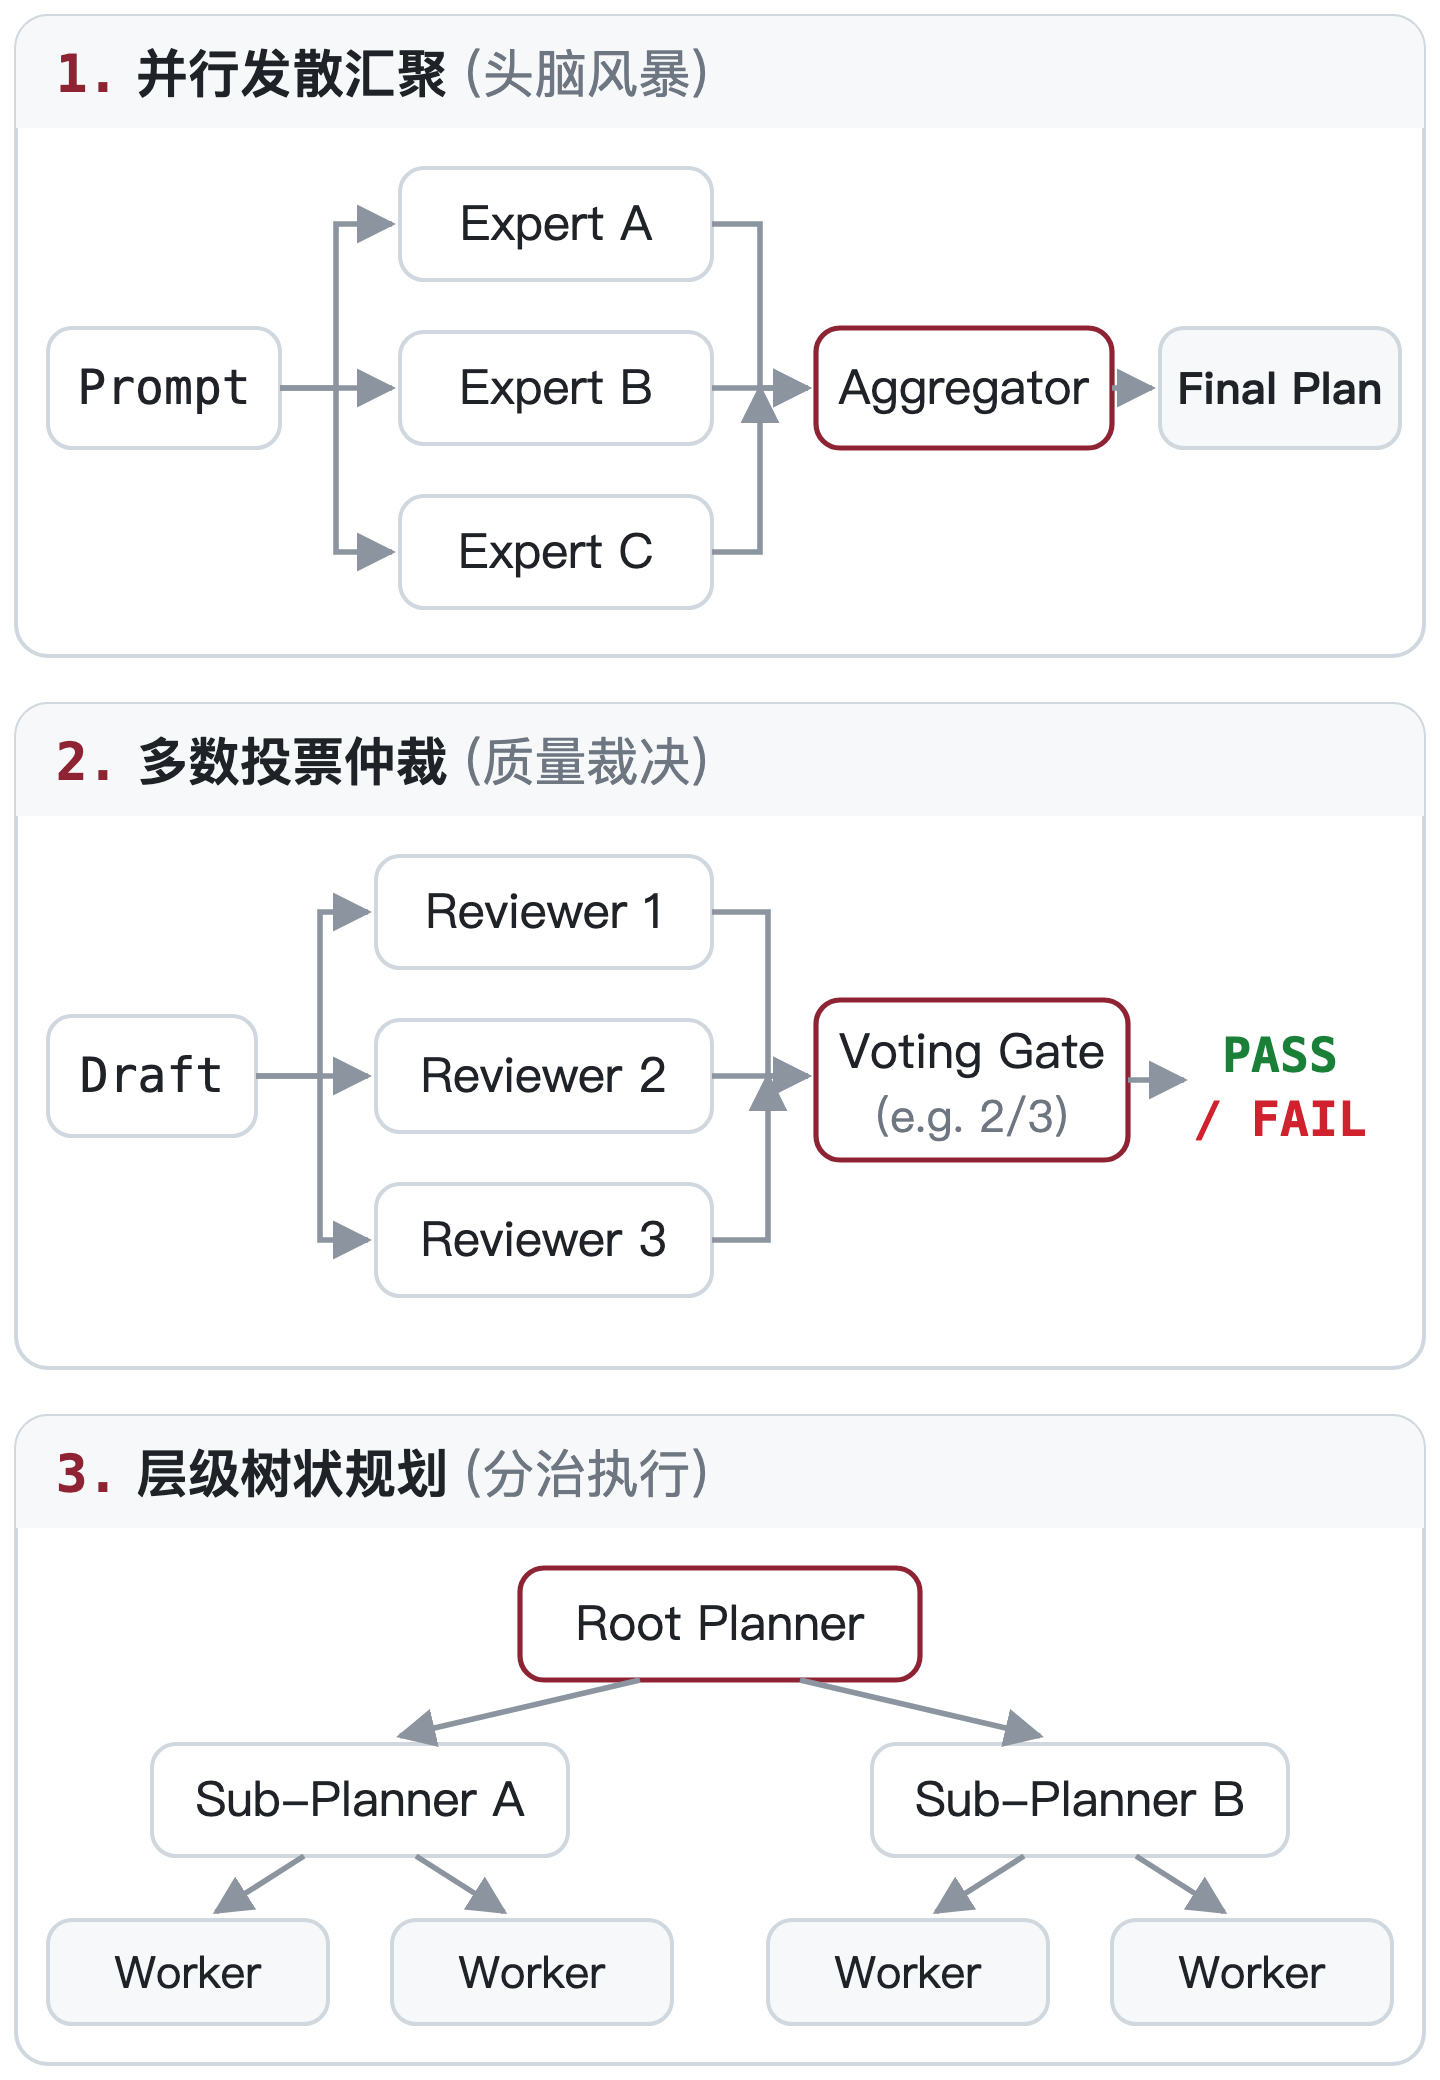 1. 并行发散汇聚 (头脑风暴)
Expert A
Prompt
Expert B
Aggregator
Final Plan
Expert C
2. 多数投票仲裁 (质量裁决)
Reviewer 1
Draft
Reviewer 2
Voting Gate
(e.g. 2/3)
PASS
/ FAIL
Reviewer 3
3. 层级树状规划 (分治执行)
Root Planner
Sub-Planner A
Sub-Planner B
Worker
Worker
Worker
Worker